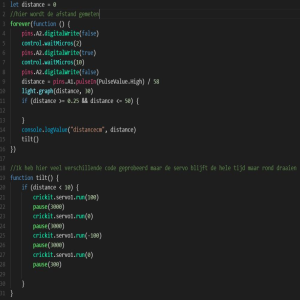 let distance = 0
//hier wordt de afstand gemeten
forever(function () {
pins.A2.digitalWrite(false)
control.waitMicros(2)
pins.A2.digitalWrite(true)
control.waitMicros(10)
pins.A2.digitalWrite(false)
distance = pins.A1.pulseIn(PulseValue.High) / 58
light.graph(distance, 30)
if (distance >= 0.25 && distance <= 50) {
}
console.logValue("distancecm", distance)
tilt()
})
//ik heb hier veel verschillende code geprobeerd maar de servo blijft de hele tijd maar rond draaien
function tilt() {
if (distance < 10) {
crickit.servo1.run(100)
pause(3000)
crickit.servo1.run(0)
pause(3000)
crickit.servo1.run(-100)
pause(3000)
crickit.servo1.run(0)
pause(300)
}
}